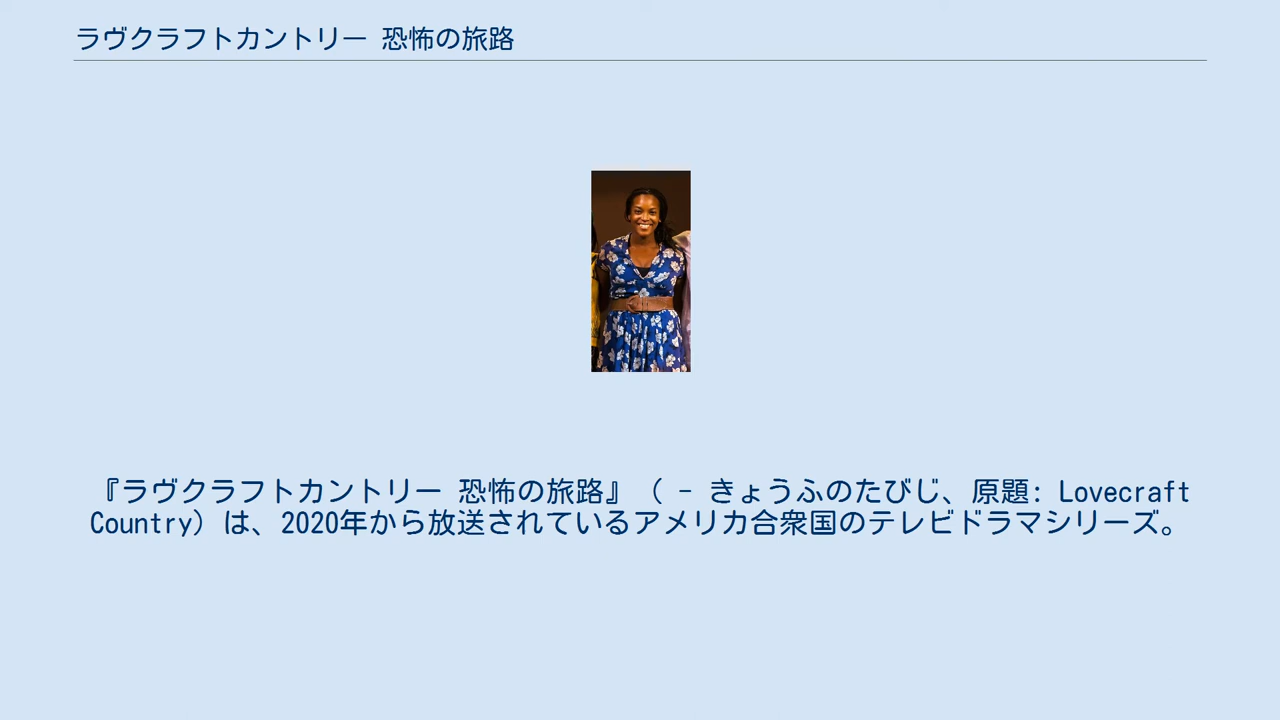 ラヴクラフトカントリー 恐怖の旅路
『ラヴクラフトカントリー 恐怖の旅路』（ - きょうふのたびじ、原題: Lovecraft
Country）は、2020年から放送されているアメリカ合衆国のテレビドラマシリーズ。